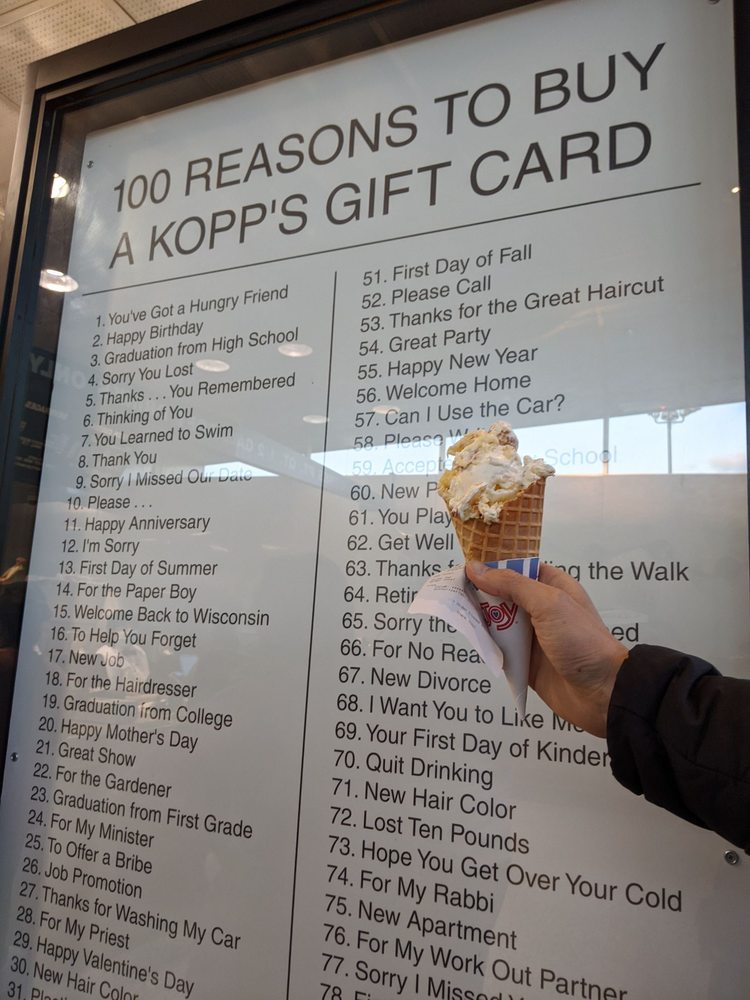 100 REASONS TO BUY
A KOPP'S GIFT CARD
1. You've Got a Hungry Friend
2. Happy Birthday
3. Graduation from High School
4. Sorry You Lost
5. Thanks . . . You Remembered
6. Thinking of You
7. You Learned to Swim
8. Thank You
9. Sorry I Missed Our Date
10. Please . . .
11. Happy Anniversary
12. I'm Sorry
13. First Day of Summer
14. For the Paper Boy
15. Welcome Back to Wisconsin
16. To Help You Forget
17. New Job
18. For the Hairdresser
19. Graduation from College
20. Happy Mother's Day
21. Great Show
22. For the Gardener
23. Graduation from First Grade
24. For My Minister
25. To Offer a Bribe
26. Job Promotion
27. Thanks for Washing My Car
28. For My Priest
29. Happy Valentine's Day
30. New Hair Color
31.
51. First Day of Fall
52. Please Call
53. Thanks for the Great Haircut
54. Great Party
55. Happy New Year
56. Welcome Home
57. Can I Use the Car?
58. Please
59. School
60. New
61. You
62. Get Well
63. Thanks the Walk
64.
65. Sorry
66. For No
67. New Divorce
68. I Want You to Like
69. Your First Day of
70. Quit Drinking
71. New Hair Color
72. Lost Ten Pounds
73. Hope You Get Over Your Cold
74. For My Rabbi
75. New Apartment
76. For My Work Out Partner
77. Sorry I Missed
78.
Joy
ONLY